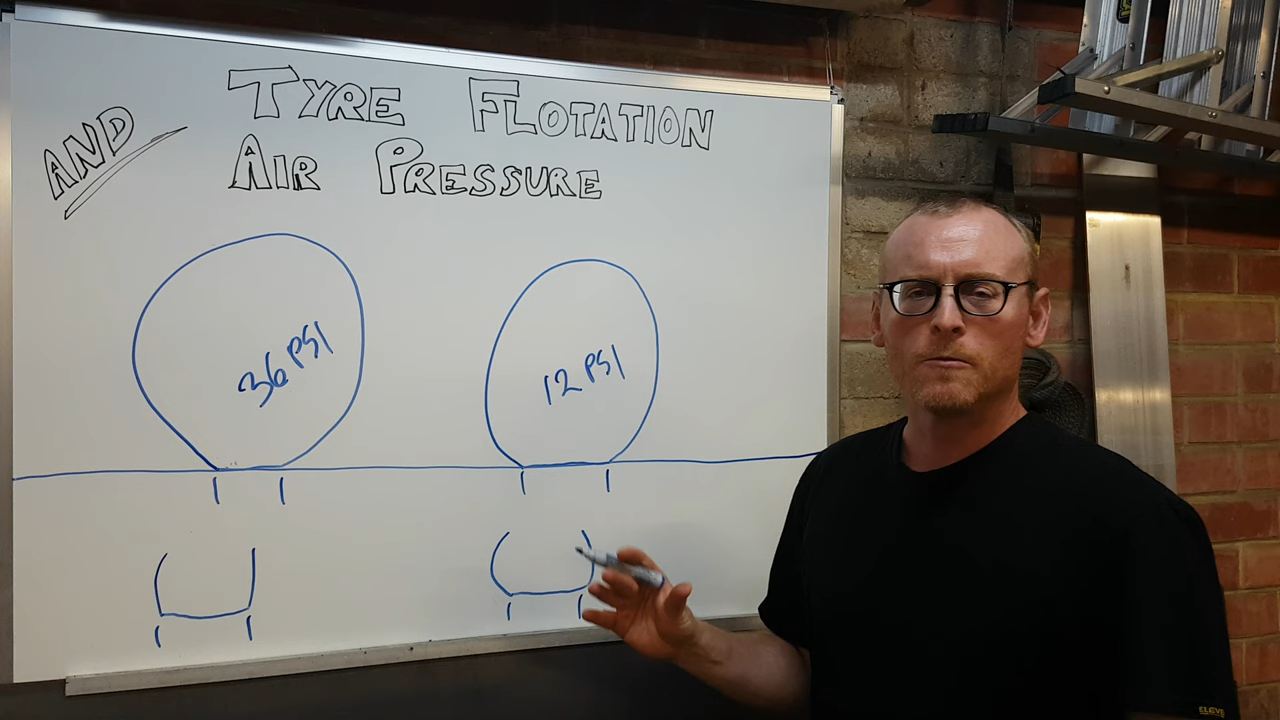 TYRE FLOTATION
AND AIR PRESSURE
36 PSI
12 PSI